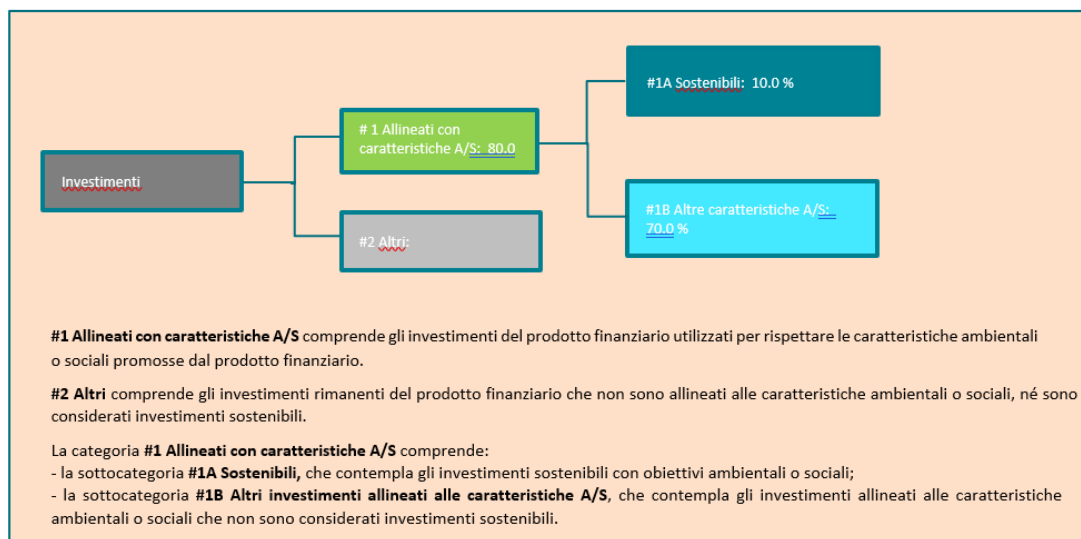 #1A Sostenibili:  10.0 %
# 1 Allineati con
caratteristiche A/S:  80.0
Investimenti
#1B Altre caratteristiche A/S:
70.0 %
#2 Altri:
#1 Allineati con caratteristiche A/S comprende gli investimenti del prodotto finanziario utilizzati per rispettare le caratteristiche ambientali
o sociali promosse dal prodotto finanziario.
#2 Altri comprende gli investimenti rimanenti del prodotto finanziario che non sono allineati alle caratteristiche ambientali o sociali, né sono
considerati investimenti sostenibili.
La categoria #1 Allineati con caratteristiche A/S comprende:
- la sottocategoria #1A Sostenibili, che contempla gli investimenti sostenibili con obiettivi ambientali o sociali;
- la sottocategoria #1B Altri investimenti allineati alle caratteristiche A/S, che contempla gli investimenti allineati alle caratteristiche
ambientali o sociali che non sono considerati investimenti sostenibili.